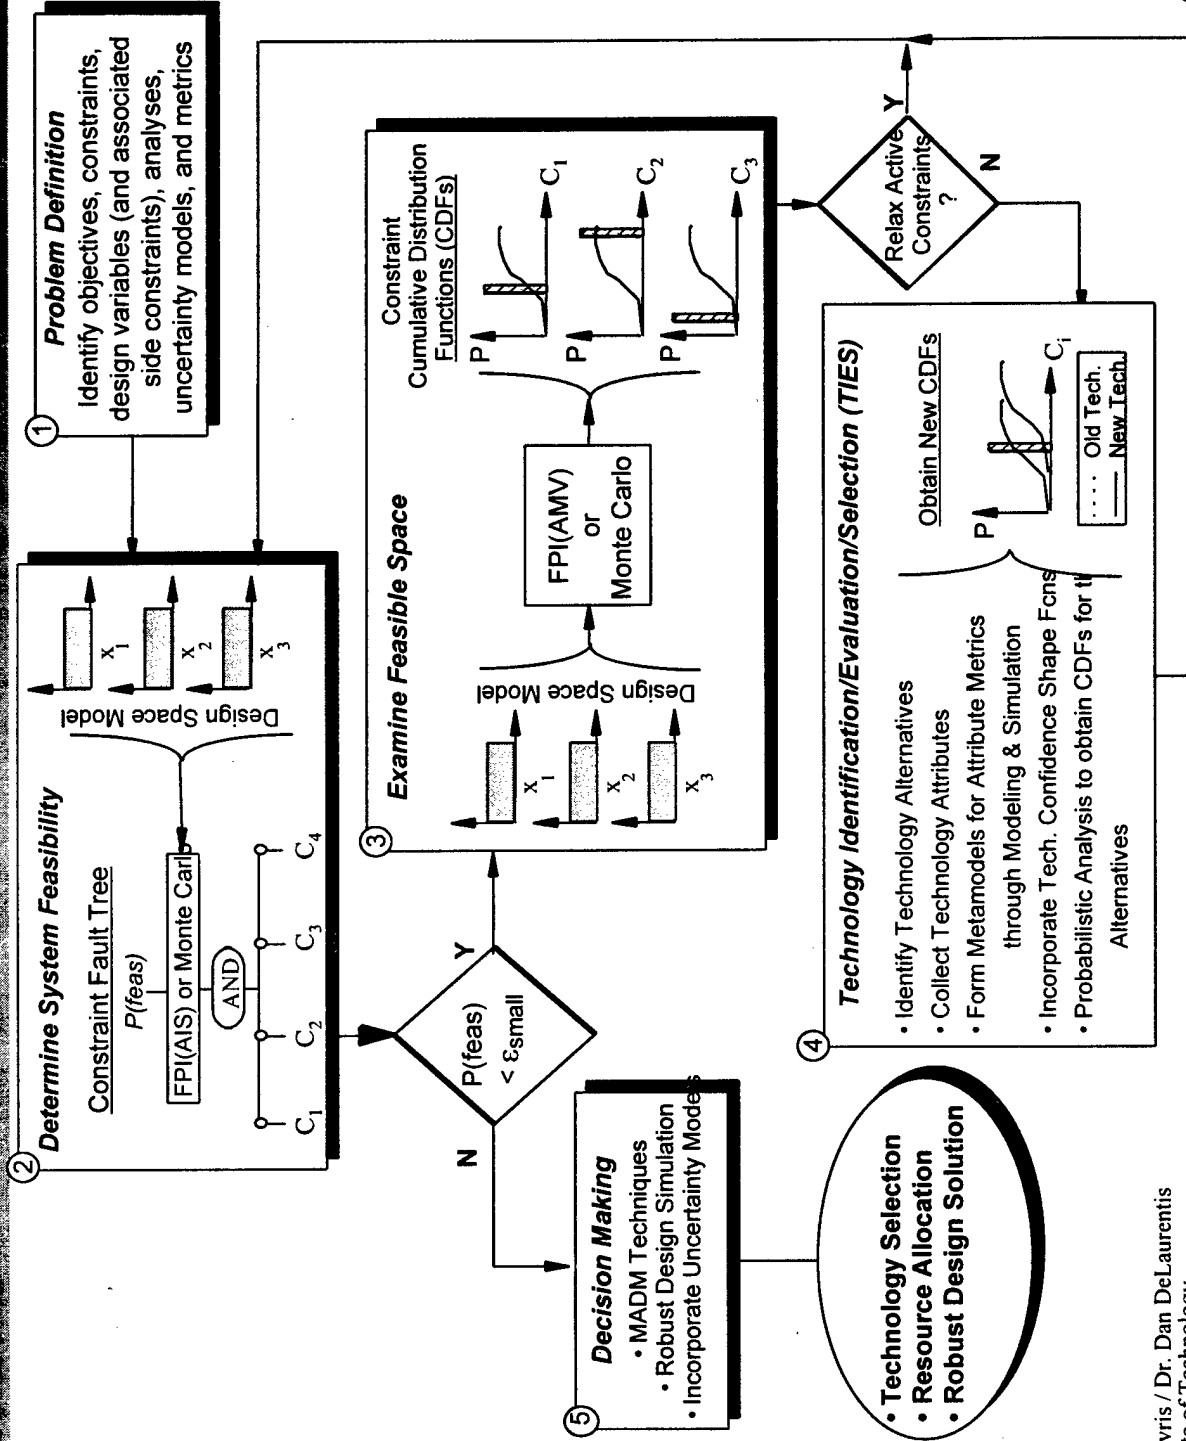 1
Problem Definition
Identify objectives, constraints,
design variables (and associated
side constraints), analyses,
uncertainty models, and metrics
2
Determine System Feasibility
Constraint Fault Tree
P(feas)
FPI(AIS) or Monte Carlo
AND
C1 C2 C3 C4
Design Space Model
x1
x2
x3
P(feas)
< εsmall
Y
N
3
Examine Feasible Space
x1
x2
x3
Design Space Model
FPI(AMV)
or
Monte Carlo
Constraint
Cumulative Distribution
Functions (CDFs)
P
C1
P
C2
P
C3
Relax Active
Constraints
?
Y
N
4
Technology Identification/Evaluation/Selection (TIES)
• Identify Technology Alternatives
• Collect Technology Attributes
• Form Metamodels for Attribute Metrics
through Modeling & Simulation
• Incorporate Tech. Confidence Shape Fcns
• Probabilistic Analysis to obtain CDFs for th
Alternatives
Obtain New CDFs
P
Ci
.... Old Tech.
— New Tech.
5
Decision Making
• MADM Techniques
• Robust Design Simulation
• Incorporate Uncertainty Models
• Technology Selection
• Resource Allocation
• Robust Design Solution
vris / Dr. Dan DeLaurentis
of Technology